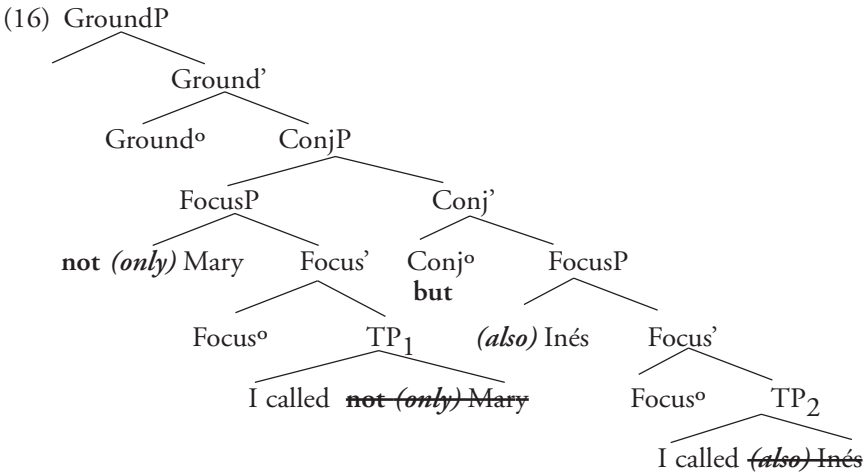 (16) GroundP
Ground’
Groundº ConjP
FocusP Conj’
not (only) Mary Focus’ Conjº FocusP
but
Focusº TP1 (also) Inés Focus’
I called not (only) Mary Focusº TP2
I called (also) Inés